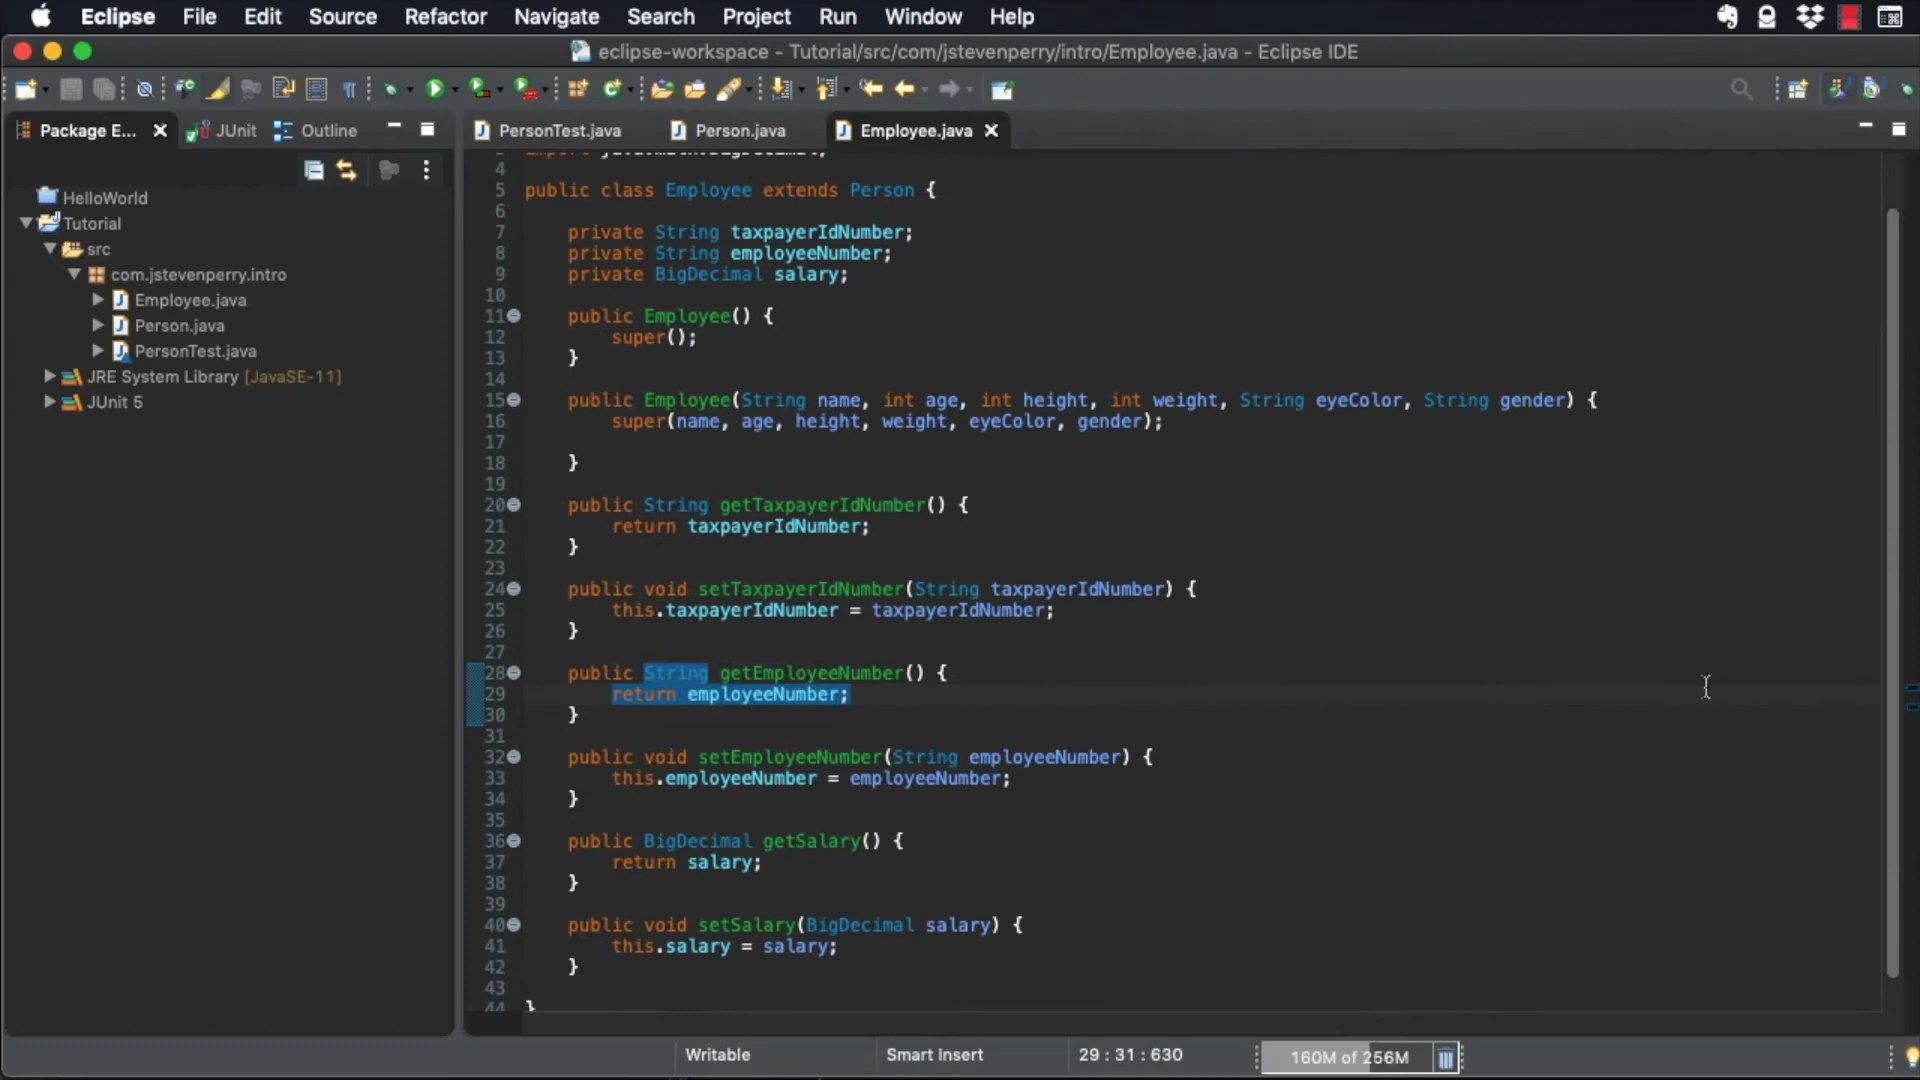 Eclipse File Edit Source Refactor Navigate Search Project Run Window Help
eclipse-workspace - Tutorial/src/com/jstevenperry/intro/Employee.java - Eclipse IDE
Package E... JUnit Outline
PersonTest.java Person.java Employee.java
HelloWorld
Tutorial
src
com.jstevenperry.intro
Employee.java
Person.java
PersonTest.java
JRE System Library [JavaSE-11]
JUnit 5
4
5 public class Employee extends Person {
6
7 private String taxpayerIdNumber;
8 private String employeeNumber;
9 private BigDecimal salary;
10
11 public Employee() {
12 super();
13 }
14
15 public Employee(String name, int age, int height, int weight, String eyeColor, String gender) {
16 super(name, age, height, weight, eyeColor, gender);
17
18 }
19
20 public String getTaxpayerIdNumber() {
21 return taxpayerIdNumber;
22 }
23
24 public void setTaxpayerIdNumber(String taxpayerIdNumber) {
25 this.taxpayerIdNumber = taxpayerIdNumber;
26 }
27
28 public String getEmployeeNumber() {
29 return employeeNumber;
30 }
31
32 public void setEmployeeNumber(String employeeNumber) {
33 this.employeeNumber = employeeNumber;
34 }
35
36 public BigDecimal getSalary() {
37 return salary;
38 }
39
40 public void setSalary(BigDecimal salary) {
41 this.salary = salary;
42 }
43
44 }
Writable Smart Insert 29 : 31 : 630 160M of 256M